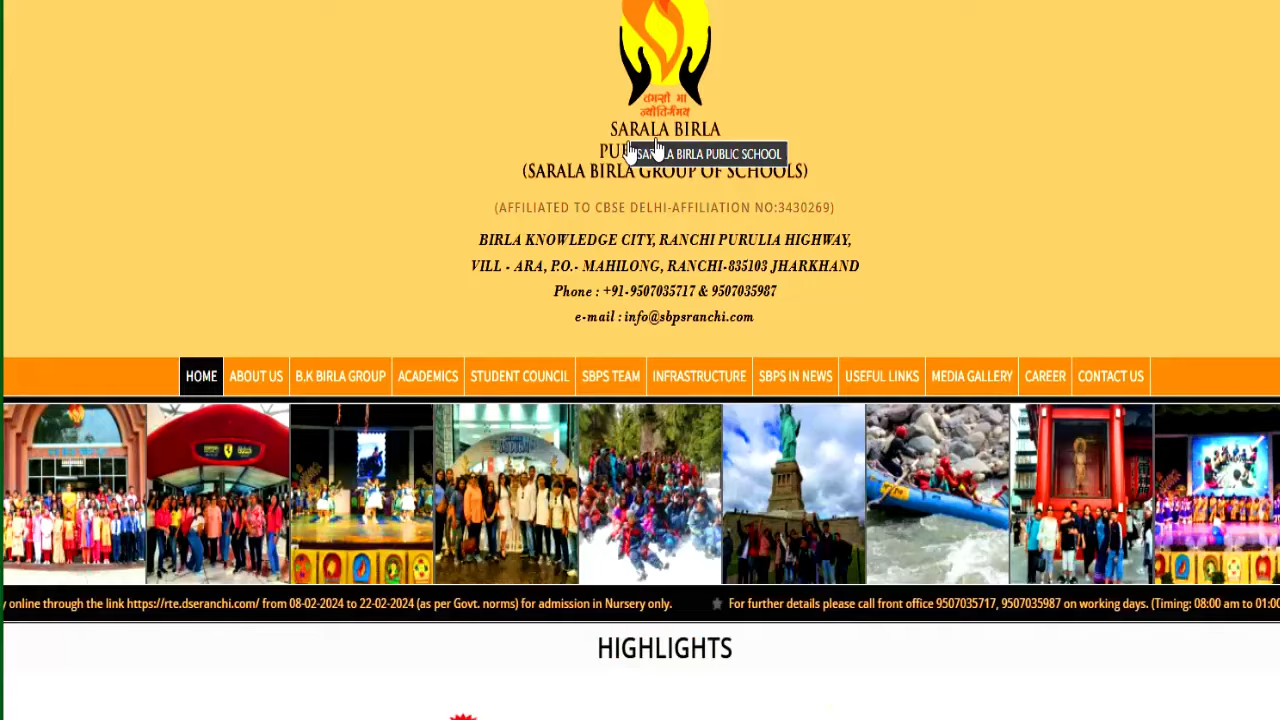 तमसो मा
ज्योतिर्गमय
SARALA BIRLA
PU
SARALA BIRLA PUBLIC SCHOOL
(SARALA BIRLA GROUP OF SCHOOLS)
(AFFILIATED TO CBSE DELHI-AFFILIATION NO:3430269)
BIRLA KNOWLEDGE CITY, RANCHI PURULIA HIGHWAY,
VILL - ARA, P.O.- MAHILONG, RANCHI-835103 JHARKHAND
Phone : +91-9507035717 & 9507035987
e-mail : info@sbpsranchi.com
HOME ABOUT US B.K BIRLA GROUP ACADEMICS STUDENT COUNCIL SBPS TEAM INFRASTRUCTURE SBPS IN NEWS USEFUL LINKS MEDIA GALLERY CAREER CONTACT US
y online through the link https://rte.dseranchi.com/ from 08-02-2024 to 22-02-2024 (as per Govt. norms) for admission in Nursery only. For further details please call front office 9507035717, 9507035987 on working days. (Timing: 08:00 am to 01:00
HIGHLIGHTS